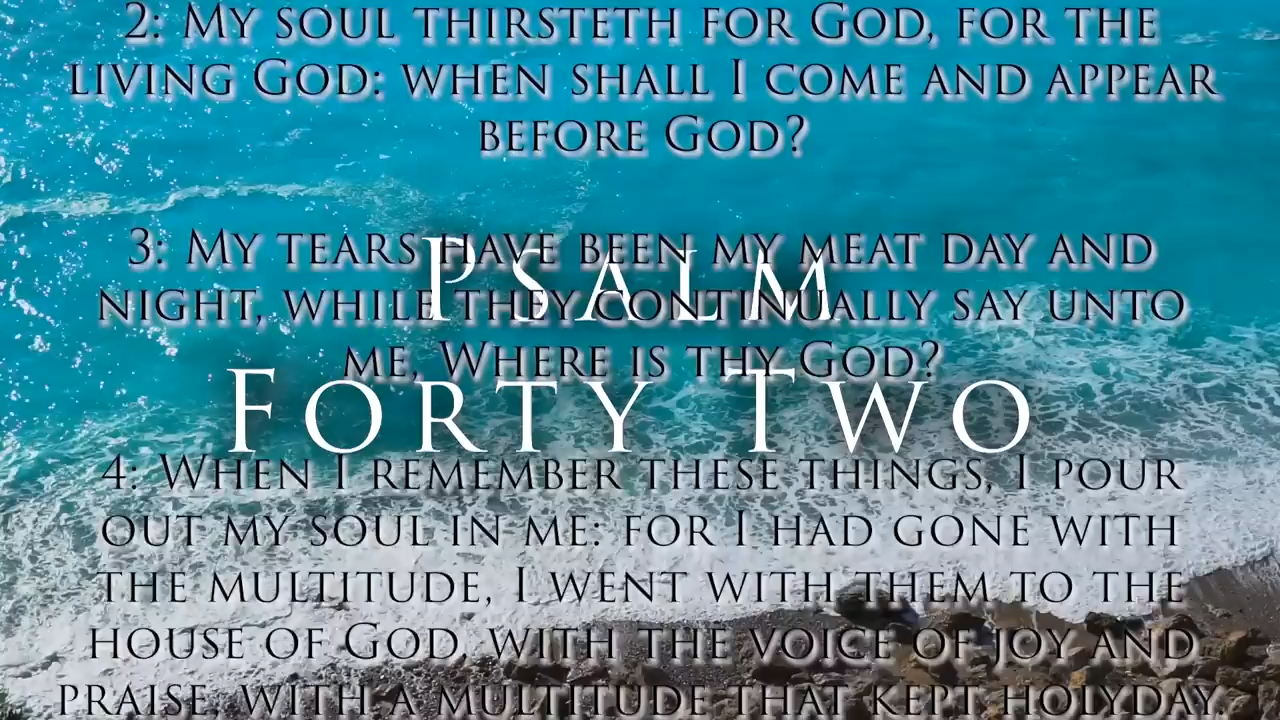 2: My soul thirsteth for God, for the
living God: when shall I come and appear
before God?
3: My tears have been my meat day and
night, while they continually say unto
me, Where is thy God?
Psalm
Forty Two
4: When I remember these things, I pour
out my soul in me: for I had gone with
the multitude, I went with them to the
house of God, with the voice of joy and
praise, with a multitude that kept holyday.